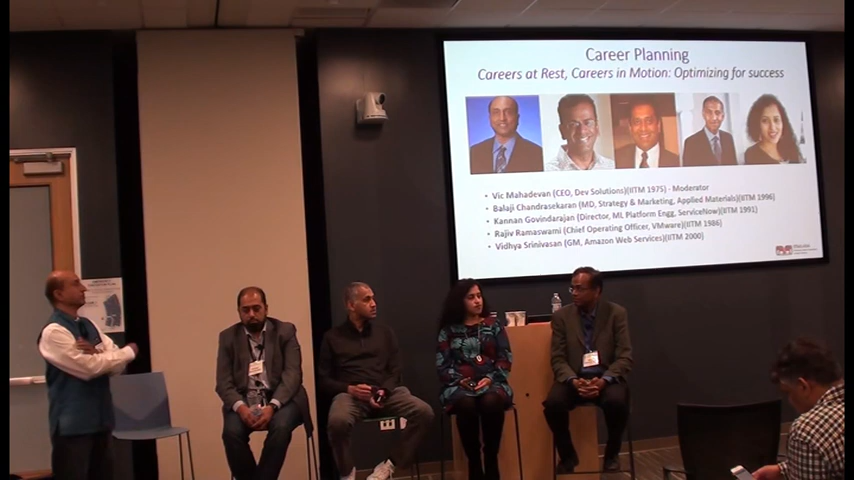 Career Planning
Careers at Rest, Careers in Motion: Optimizing for success
• Vic Mahadevan (CEO, Dev Solutions)(IITM 1975) - Moderator
• Balaji Chandrasekaran (MD, Strategy & Marketing, Applied Materials)(IITM 1996)
• Kannan Govindarajan (Director, ML Platform Engg, ServiceNow)(IITM 1991)
• Rajiv Ramaswami (Chief Operating Officer, VMware)(IITM 1986)
• Vidhya Srinivasan (GM, Amazon Web Services)(IITM 2000)